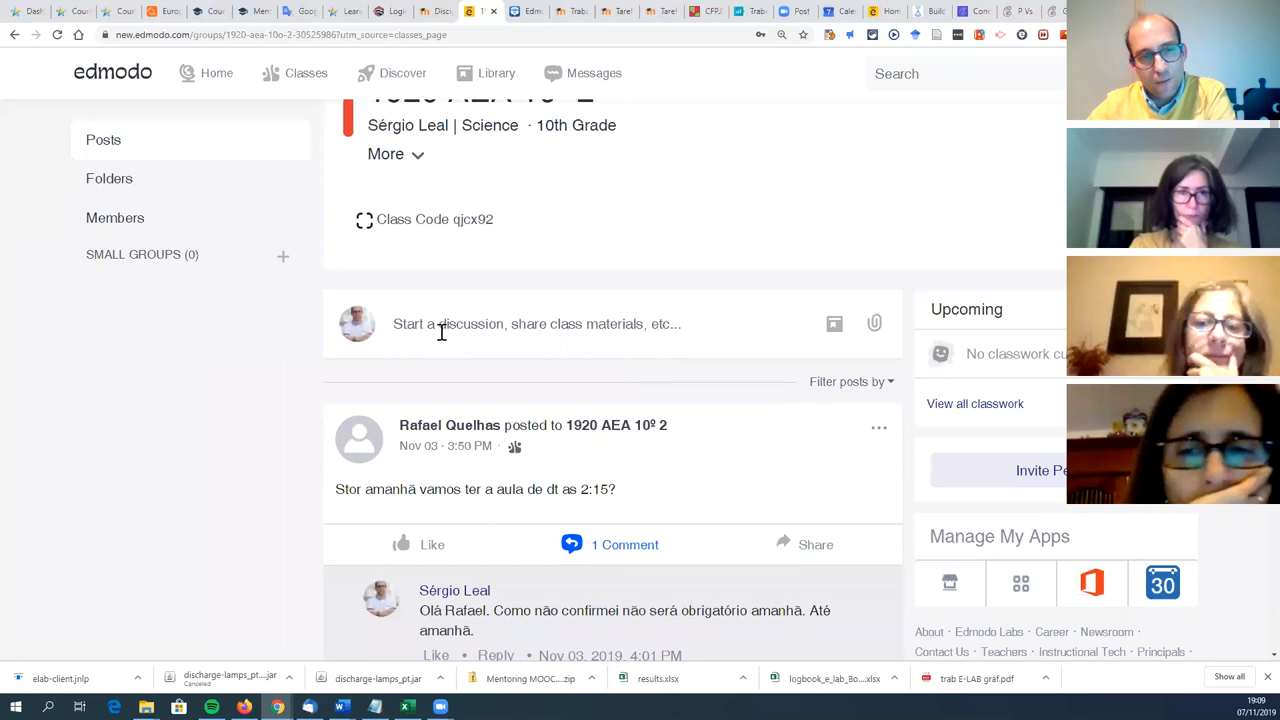 new.edmodo.com/groups/1920-aea-10o-2-30525986?utm_source=classes_page
edmodo
Home
Classes
Discover
Library
Messages
Search
Posts
Folders
Members
SMALL GROUPS (0)
Sérgio Leal | Science · 10th Grade
More
Class Code qjcx92
Start a discussion, share class materials, etc...
Filter posts by
Rafael Quelhas posted to 1920 AEA 10º 2
Nov 03 · 3:50 PM ·
Stor amanhã vamos ter a aula de dt as 2:15?
Like
1 Comment
Share
Sérgio Leal
Olá Rafael. Como não confirmei não será obrigatório amanhã. Até
amanhã.
Like • Reply • Nov 03, 2019, 4:01 PM
Upcoming
No classwork
View all classwork
Invite
Manage My Apps
30
About · Edmodo Labs · Career · Newsroom ·
Contact Us · Teachers · Instructional Tech · Principals ·
elab-client.jnlp
discharge-lamps_pt.jar
Canceled
discharge-lamps_pt.jar
Mentoring MOOC....zip
results.xlsx
logbook_e_lab_Bo....xlsx
trab E-LAB gráf.pdf
Show all
19:09
07/11/2019